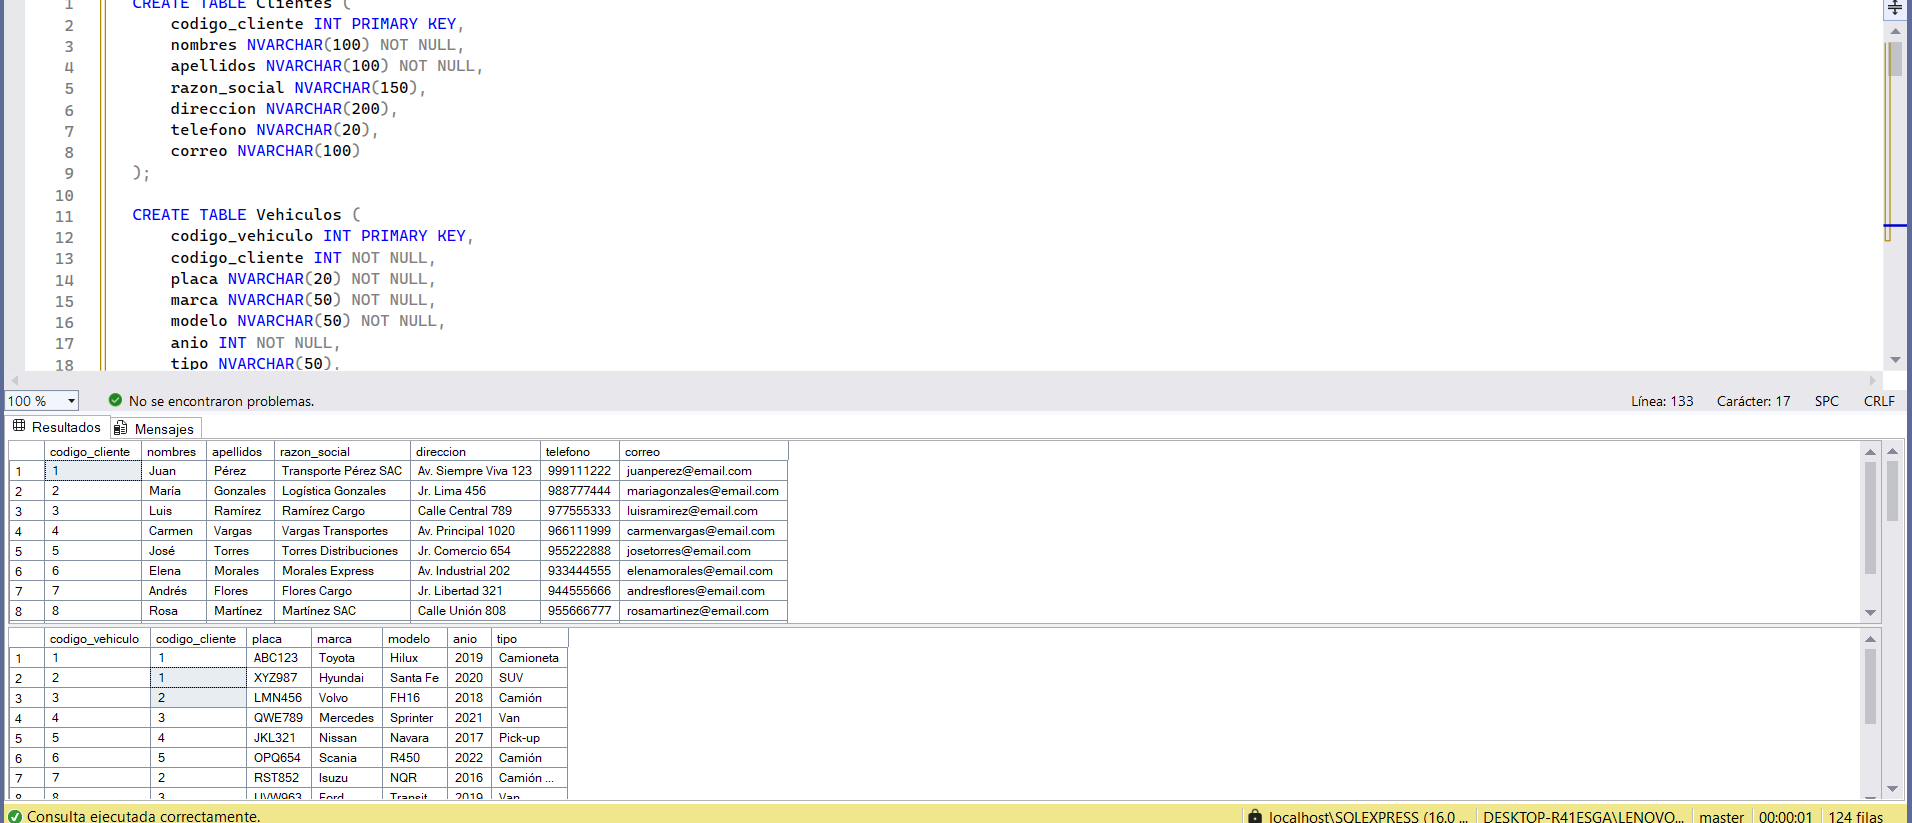 1 CREATE TABLE Clientes (
2 codigo_cliente INT PRIMARY KEY,
3 nombres NVARCHAR(100) NOT NULL,
4 apellidos NVARCHAR(100) NOT NULL,
5 razon_social NVARCHAR(150),
6 direccion NVARCHAR(200),
7 telefono NVARCHAR(20),
8 correo NVARCHAR(100)
9 );
10
11 CREATE TABLE Vehiculos (
12 codigo_vehiculo INT PRIMARY KEY,
13 codigo_cliente INT NOT NULL,
14 placa NVARCHAR(20) NOT NULL,
15 marca NVARCHAR(50) NOT NULL,
16 modelo NVARCHAR(50) NOT NULL,
17 anio INT NOT NULL,
18 tipo NVARCHAR(50),
100 % No se encontraron problemas. Línea: 133 Carácter: 17 SPC CRLF
Resultados Mensajes
codigo_cliente nombres apellidos razon_social direccion telefono correo
1 1 Juan Pérez Transporte Pérez SAC Av. Siempre Viva 123 999111222 juanperez@email.com
2 2 María Gonzales Logística Gonzales Jr. Lima 456 988777444 mariagonzales@email.com
3 3 Luis Ramírez Ramírez Cargo Calle Central 789 977555333 luisramirez@email.com
4 4 Carmen Vargas Vargas Transportes Av. Principal 1020 966111999 carmenvargas@email.com
5 5 José Torres Torres Distribuciones Jr. Comercio 654 955222888 josetorres@email.com
6 6 Elena Morales Morales Express Av. Industrial 202 933444555 elenamorales@email.com
7 7 Andrés Flores Flores Cargo Jr. Libertad 321 944555666 andresflores@email.com
8 8 Rosa Martínez Martínez SAC Calle Unión 808 955666777 rosamartinez@email.com
codigo_vehiculo codigo_cliente placa marca modelo anio tipo
1 1 1 ABC123 Toyota Hilux 2019 Camioneta
2 2 1 XYZ987 Hyundai Santa Fe 2020 SUV
3 3 2 LMN456 Volvo FH16 2018 Camión
4 4 3 QWE789 Mercedes Sprinter 2021 Van
5 5 4 JKL321 Nissan Navara 2017 Pick-up
6 6 5 OPQ654 Scania R450 2022 Camión
7 7 2 RST852 Isuzu NQR 2016 Camión ...
8 8 3 UVW963 Ford Transit 2019 Van
Consulta ejecutada correctamente. localhost\SQLEXPRESS (16.0 ... DESKTOP-R41ESGA\LENOVO... master 00:00:01 124 filas